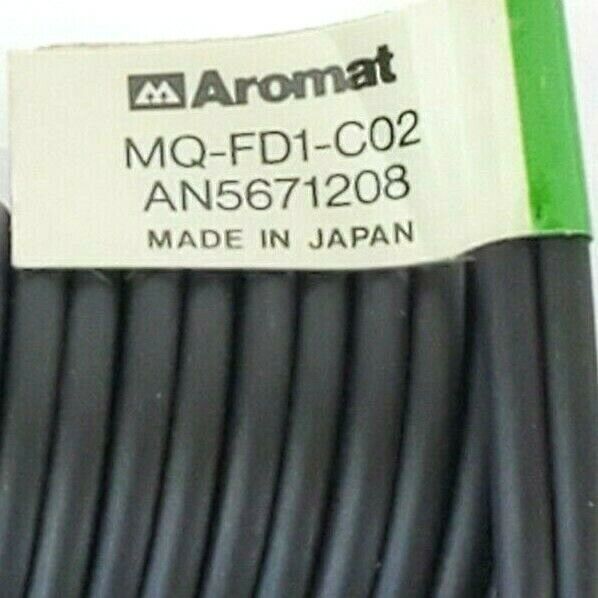 Aromat
MQ-FD1-C02
AN5671208
MADE IN JAPAN